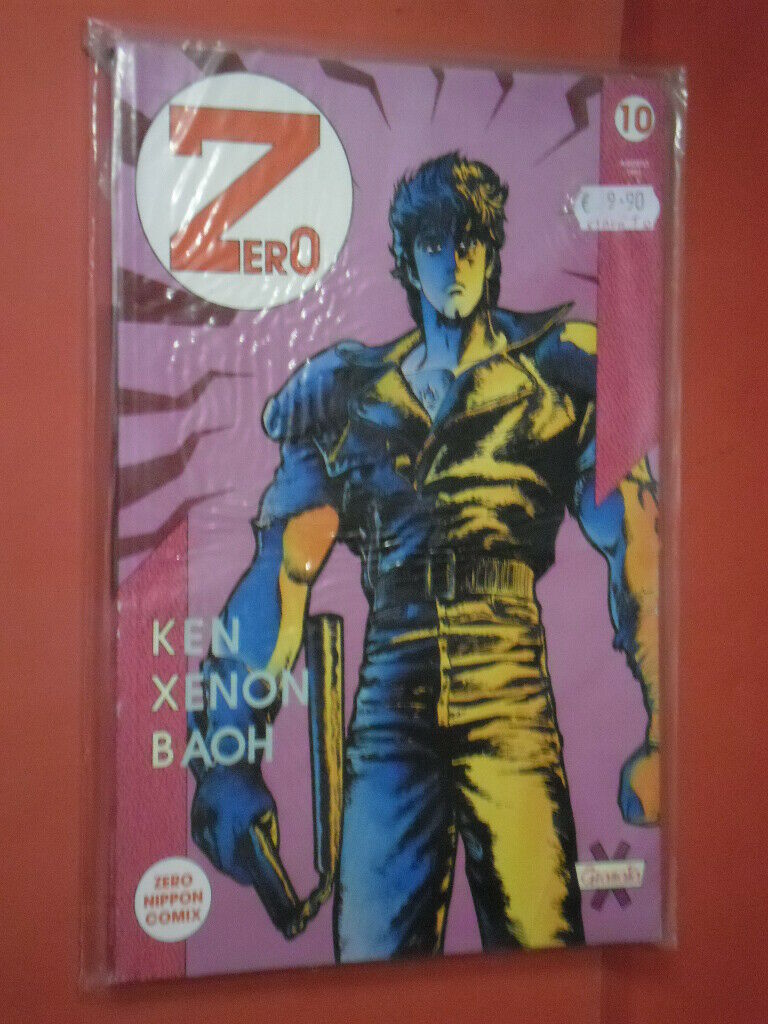 ZERO
10
€ 9.90
KEN
XENON
BAOH
ZERO
NIPPON
COMIX
Granata